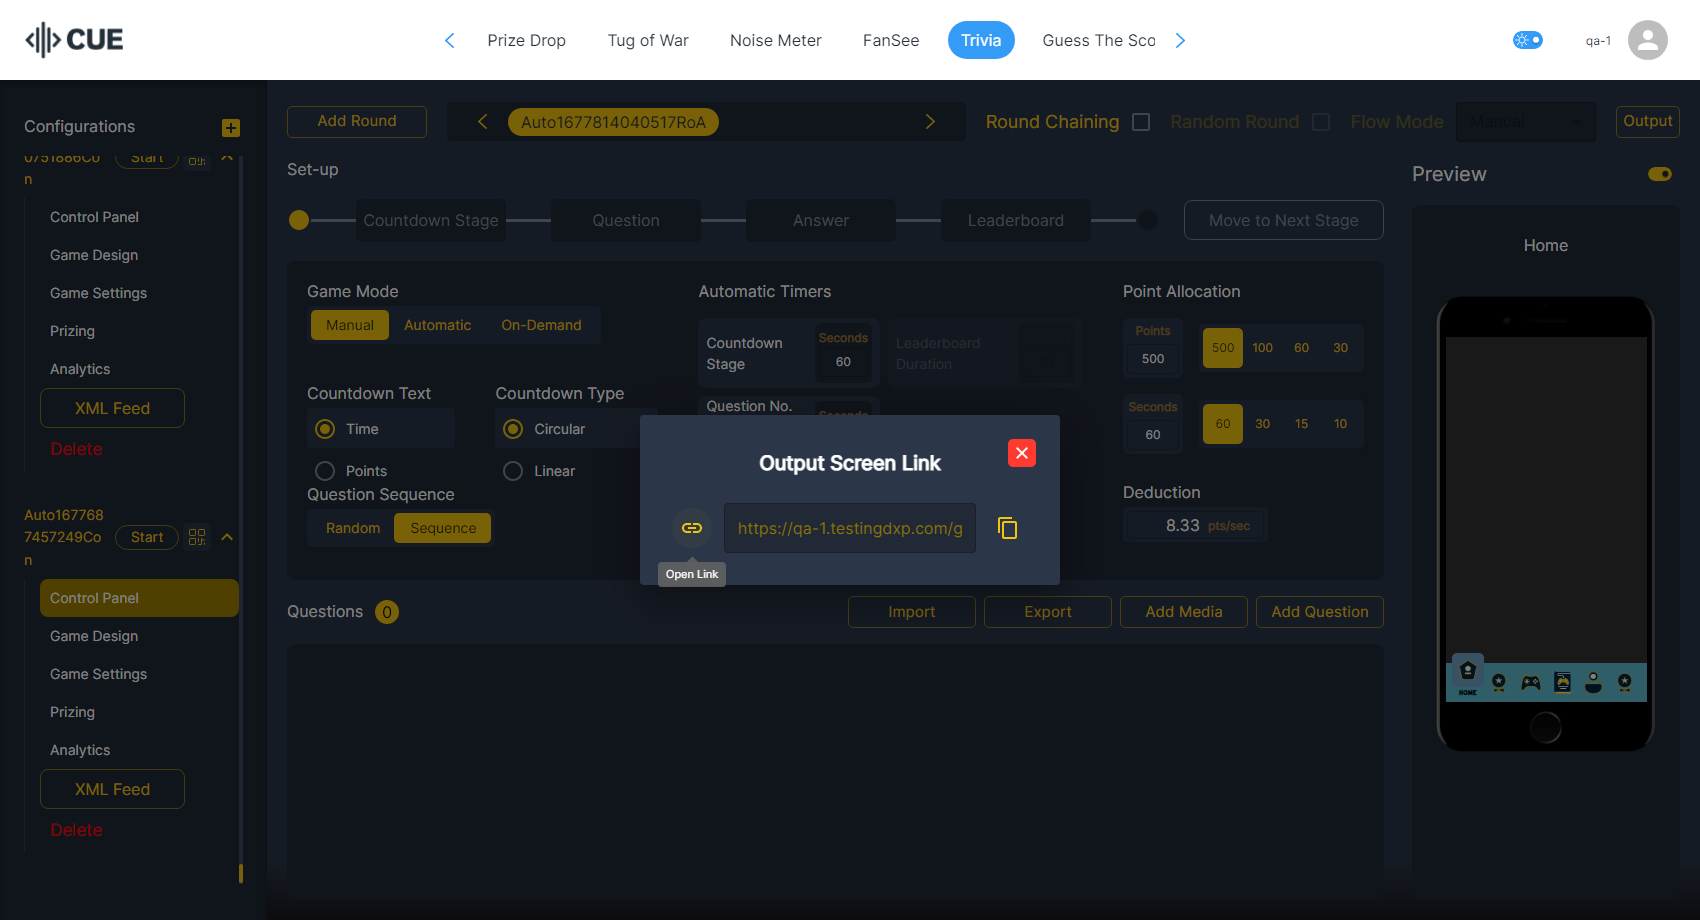 CUE
Prize Drop
Tug of War
Noise Meter
FanSee
Trivia
Guess The Sco
qa-1
Configurations
0751886Co
n
Start
Control Panel
Game Design
Game Settings
Prizing
Analytics
XML Feed
Delete
Auto167768
7457249Co
n
Start
Control Panel
Game Design
Game Settings
Prizing
Analytics
XML Feed
Delete
Add Round
Auto1677814040517RoA
Round Chaining
Random Round
Flow Mode
Manual
Output
Set-up
Countdown Stage
Question
Answer
Leaderboard
Move to Next Stage
Game Mode
Manual
Automatic
On-Demand
Countdown Text
Time
Points
Countdown Type
Circular
Linear
Question Sequence
Random
Sequence
Automatic Timers
Countdown
Stage
Seconds
60
Leaderboard
Duration
Question No.
Seconds
Point Allocation
Points
500
500
100
60
30
Seconds
60
60
30
15
10
Deduction
8.33 pts/sec
Output Screen Link
https://qa-1.testingdxp.com/g
Open Link
Questions 0
Import
Export
Add Media
Add Question
Preview
Home
HOME